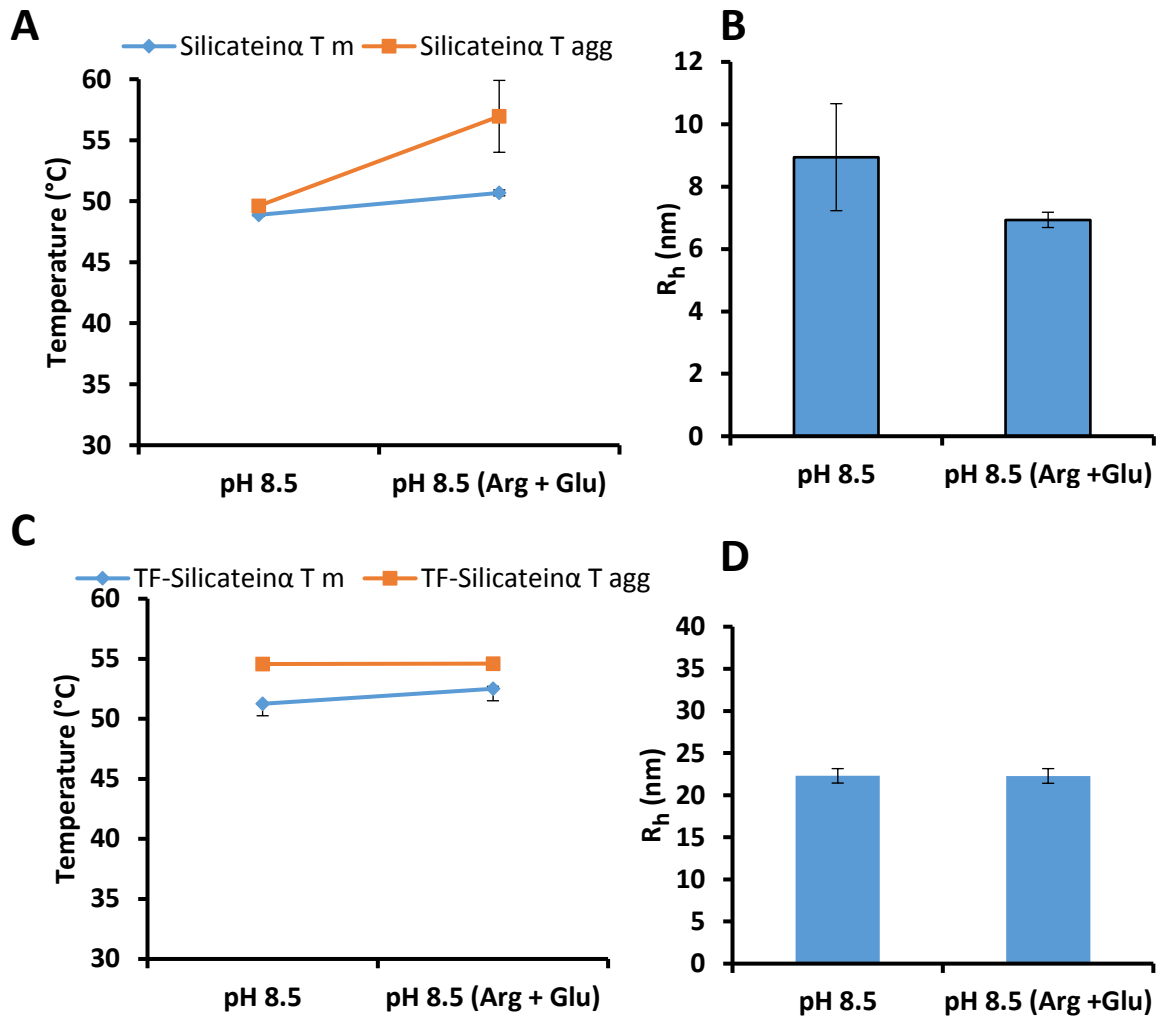 A
Silicateinα T m
Silicateinα T agg
60
55
50
45
40
35
30
Temperature (°C)
pH 8.5
pH 8.5 (Arg + Glu)
B
12
10
8
6
4
2
0
Rh (nm)
pH 8.5
pH 8.5 (Arg +Glu)
C
TF-Silicateinα T m
TF-Silicateinα T agg
60
55
50
45
40
35
30
Temperature (°C)
pH 8.5
pH 8.5 (Arg + Glu)
D
40
35
30
25
20
15
10
5
0
Rh (nm)
pH 8.5
pH 8.5 (Arg +Glu)